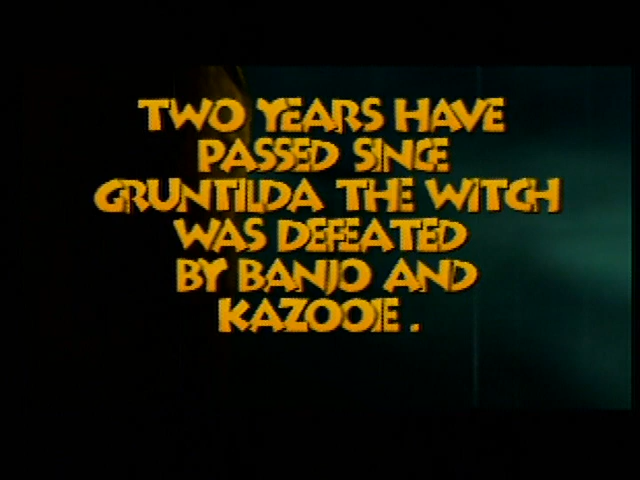 TWO YEARS HAVE
PASSED SINCE
GRUNTILDA THE WITCH
WAS DEFEATED
BY BANJO AND
KAZOOIE.